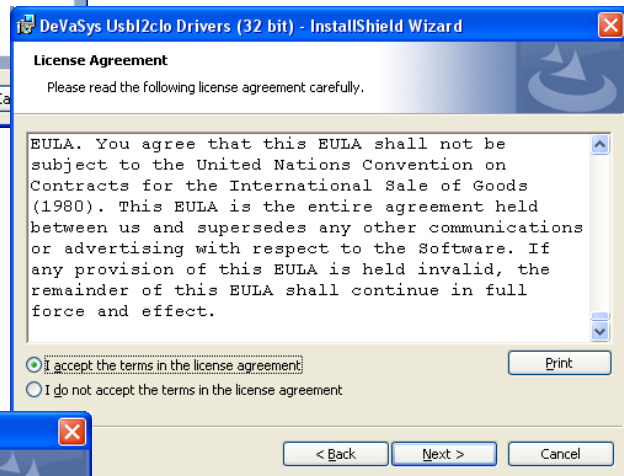 DeVaSys UsbI2cIo Drivers (32 bit) - InstallShield Wizard
License Agreement
Please read the following license agreement carefully.
EULA. You agree that this EULA shall not be
subject to the United Nations Convention on
Contracts for the International Sale of Goods
(1980). This EULA is the entire agreement held
between us and supersedes any other communications
or advertising with respect to the Software. If
any provision of this EULA is held invalid, the
remainder of this EULA shall continue in full
force and effect.
I accept the terms in the license agreement
Print
I do not accept the terms in the license agreement
< Back
Next >
Cancel